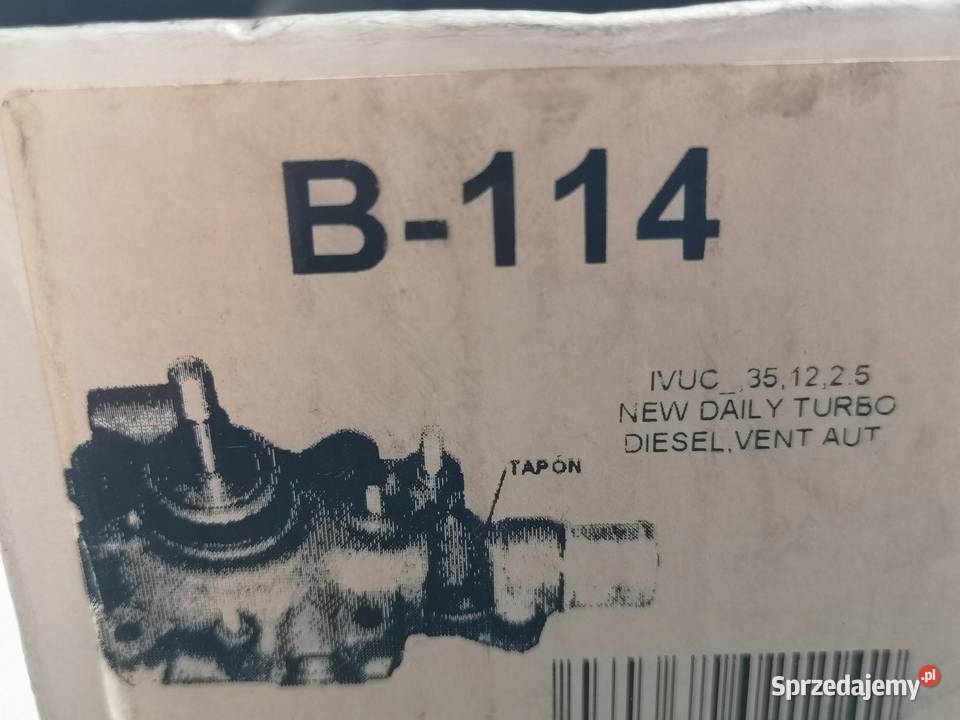 B-114
IVUC_,35,12,2.5
NEW DAILY TURBO
DIESEL,VENT AUT
TAPÓN
Sprzedajemy.pl